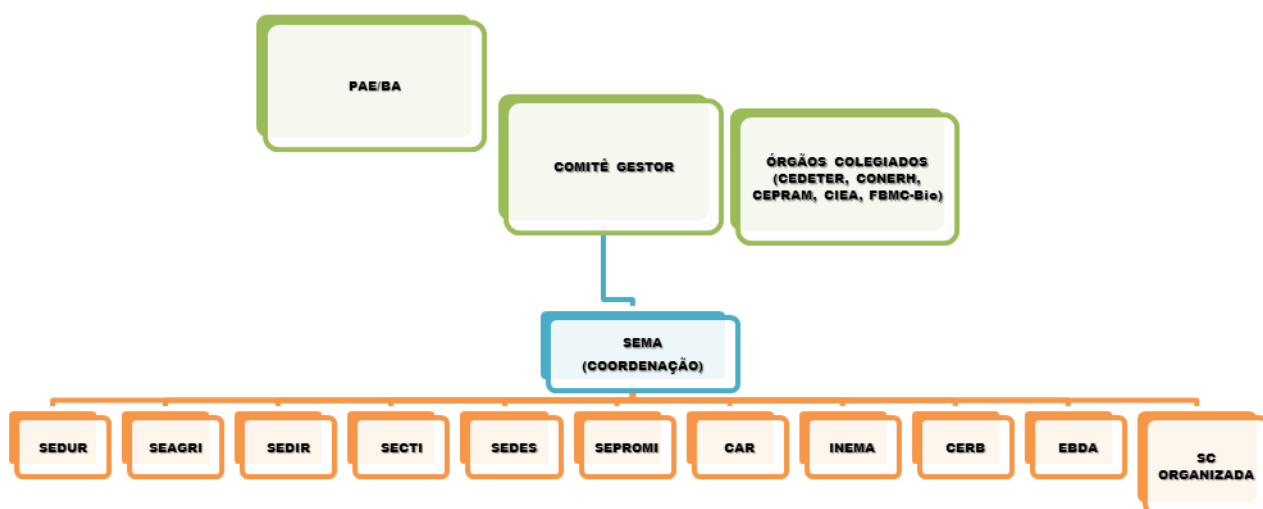 PAE/BA
COMITÊ GESTOR
ÓRGÃOS COLEGIADOS
(CEDETER, CONERH,
CEPRAM, CIEA, FBMC-Bio)
SEMA
(COORDENAÇÃO)
SEDUR
SEAGRI
SEDIR
SECTI
SEDES
SEPROMI
CAR
INEMA
CERB
EBDA
SC
ORGANIZADA